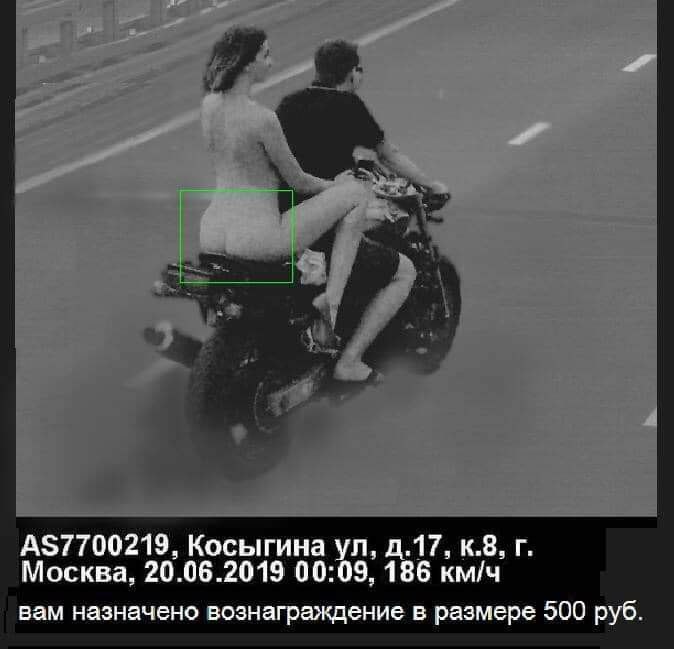 AS7700219, Косыгина ул, д.17, к.8, г.
Москва, 20.06.2019 00:09, 186 км/ч
вам назначено вознаграждение в размере 500 руб.